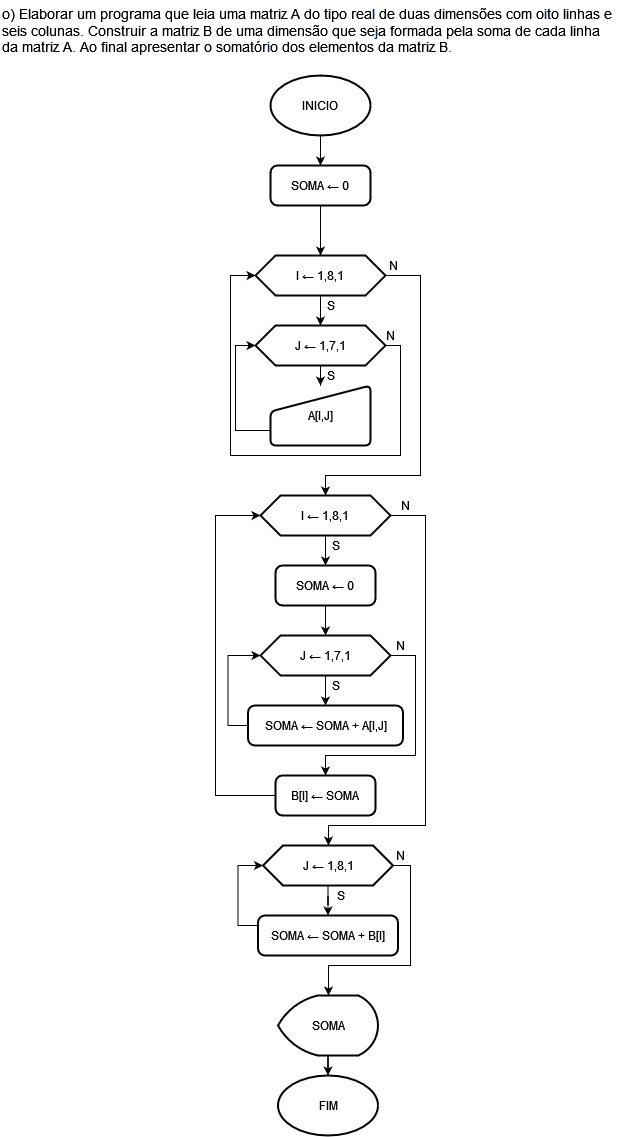 o) Elaborar um programa que leia uma matriz A do tipo real de duas dimensões com oito linhas e
seis colunas. Construir a matriz B de uma dimensão que seja formada pela soma de cada linha
da matriz A. Ao final apresentar o somatório dos elementos da matriz B.
INICIO
SOMA ← 0
I ← 1,8,1
N
S
J ← 1,7,1
N
S
A[I,J]
I ← 1,8,1
N
S
SOMA ← 0
J ← 1,7,1
N
S
SOMA ← SOMA + A[I,J]
B[I] ← SOMA
J ← 1,8,1
N
S
SOMA ← SOMA + B[I]
SOMA
FIM